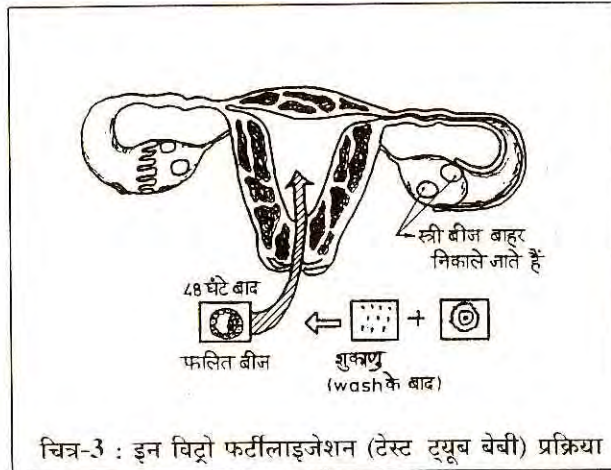 स्त्री बीज बाहर
निकाले जाते हैं
48 घंटे बाद
+
फलित बीज
शुक्राणु
(wash के बाद)
चित्र-3 : इन विट्रो फर्टीलाइजेशन (टेस्ट ट्यूब बेबी) प्रक्रिया